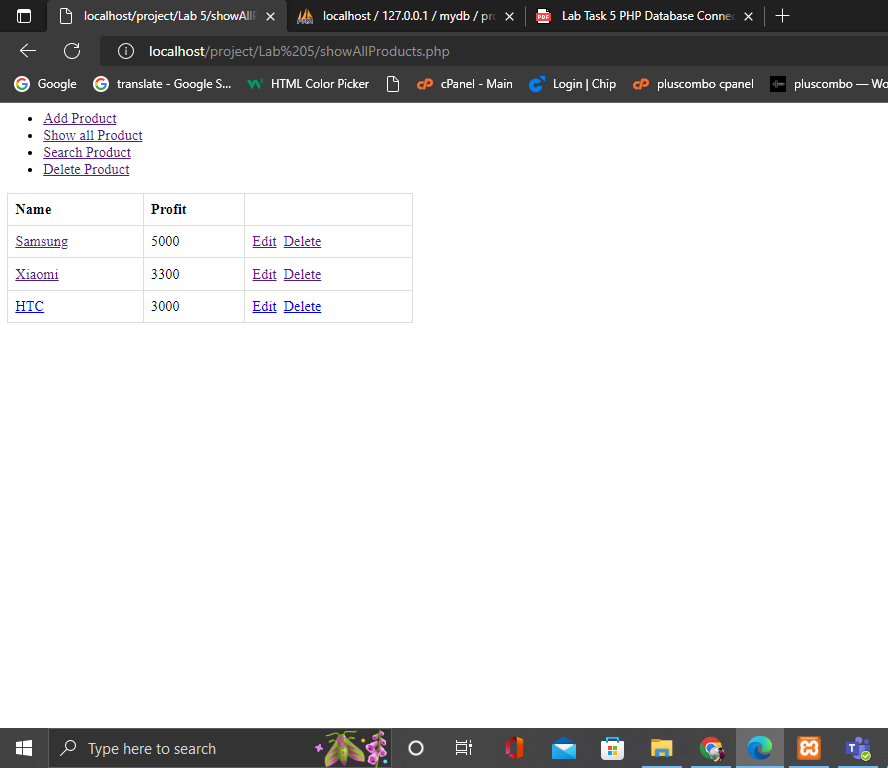 localhost/project/Lab 5/showAll
localhost / 127.0.0.1 / mydb / pr
Lab Task 5 PHP Database Connec
localhost/project/Lab%205/showAllProducts.php
Google
translate - Google S...
HTML Color Picker
cPanel - Main
Login | Chip
pluscombo cpanel
pluscombo — Wo
Add Product
Show all Product
Search Product
Delete Product
Name Profit
Samsung 5000 Edit Delete
Xiaomi 3300 Edit Delete
HTC 3000 Edit Delete
Type here to search